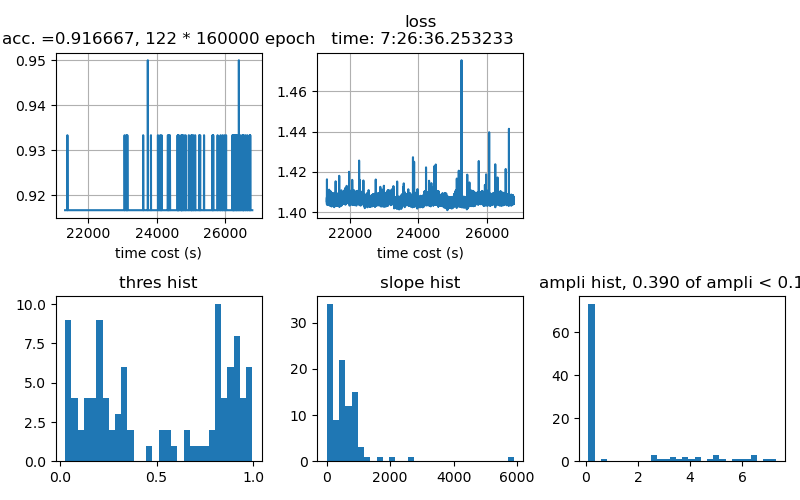 acc. =0.916667, 122 * 160000 epoch
loss
time: 7:26:36.253233
0.95
0.94
0.93
0.92
22000 24000 26000
time cost (s)
1.46
1.44
1.42
1.40
22000 24000 26000
time cost (s)
thres hist
10.0
7.5
5.0
2.5
0.0
0.0 0.5 1.0
slope hist
30
20
10
0
0 2000 4000 6000
ampli hist, 0.390 of ampli < 0.1
60
40
20
0
0 2 4 6